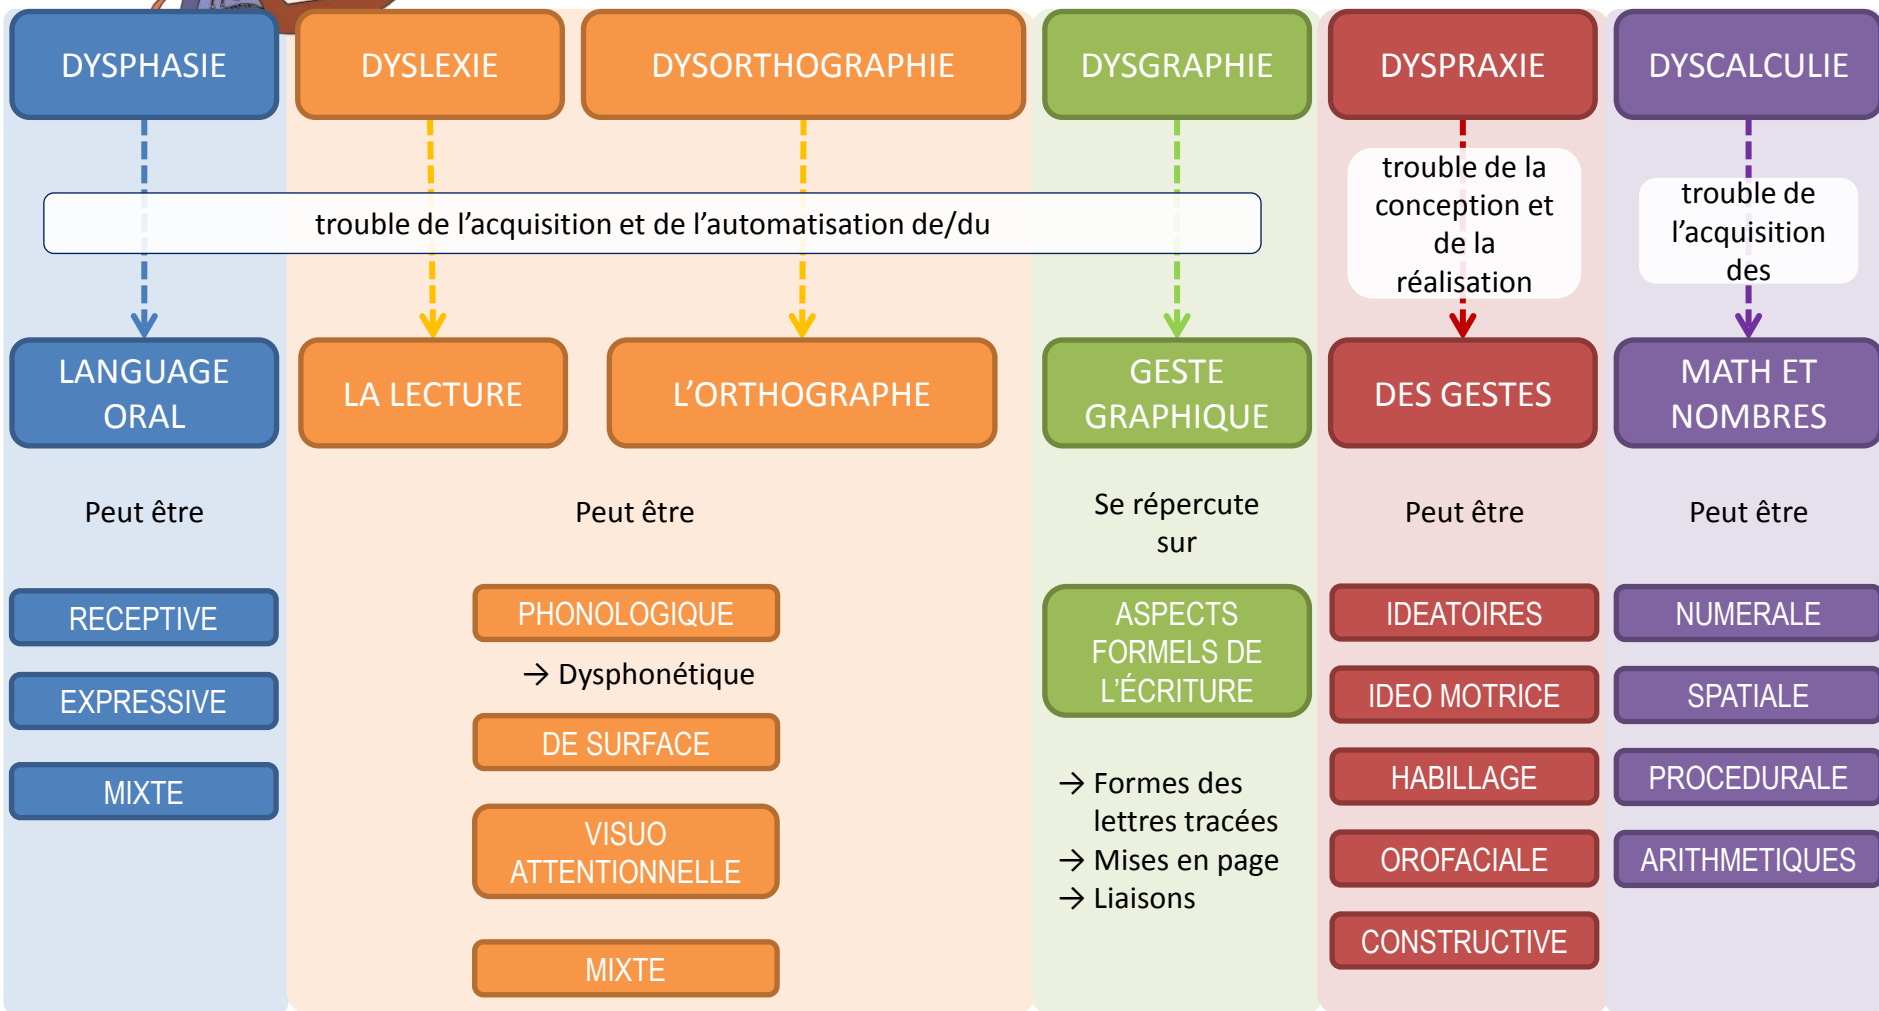 DYSPHASIE
DYSLEXIE
DYSORTHOGRAPHIE
DYSGRAPHIE
DYSPRAXIE
DYSCALCULIE
trouble de l’acquisition et de l’automatisation de/du
trouble de la
conception et
de la
réalisation
trouble de
l’acquisition
des
LANGUAGE
ORAL
LA LECTURE
L’ORTHOGRAPHE
GESTE
GRAPHIQUE
DES GESTES
MATH ET
NOMBRES
Peut être
RECEPTIVE
EXPRESSIVE
MIXTE
Peut être
PHONOLOGIQUE
→ Dysphonétique
DE SURFACE
VISUO
ATTENTIONNELLE
MIXTE
Se répercute
sur
ASPECTS
FORMELS DE
L’ÉCRITURE
→ Formes des
lettres tracées
→ Mises en page
→ Liaisons
Peut être
IDEATOIRES
IDEO MOTRICE
HABILLAGE
OROFACIALE
CONSTRUCTIVE
Peut être
NUMERALE
SPATIALE
PROCEDURALE
ARITHMETIQUES